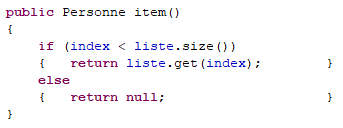 public Personne item()
{
if (index < liste.size())
{ return liste.get(index); }
else
{ return null; }
}